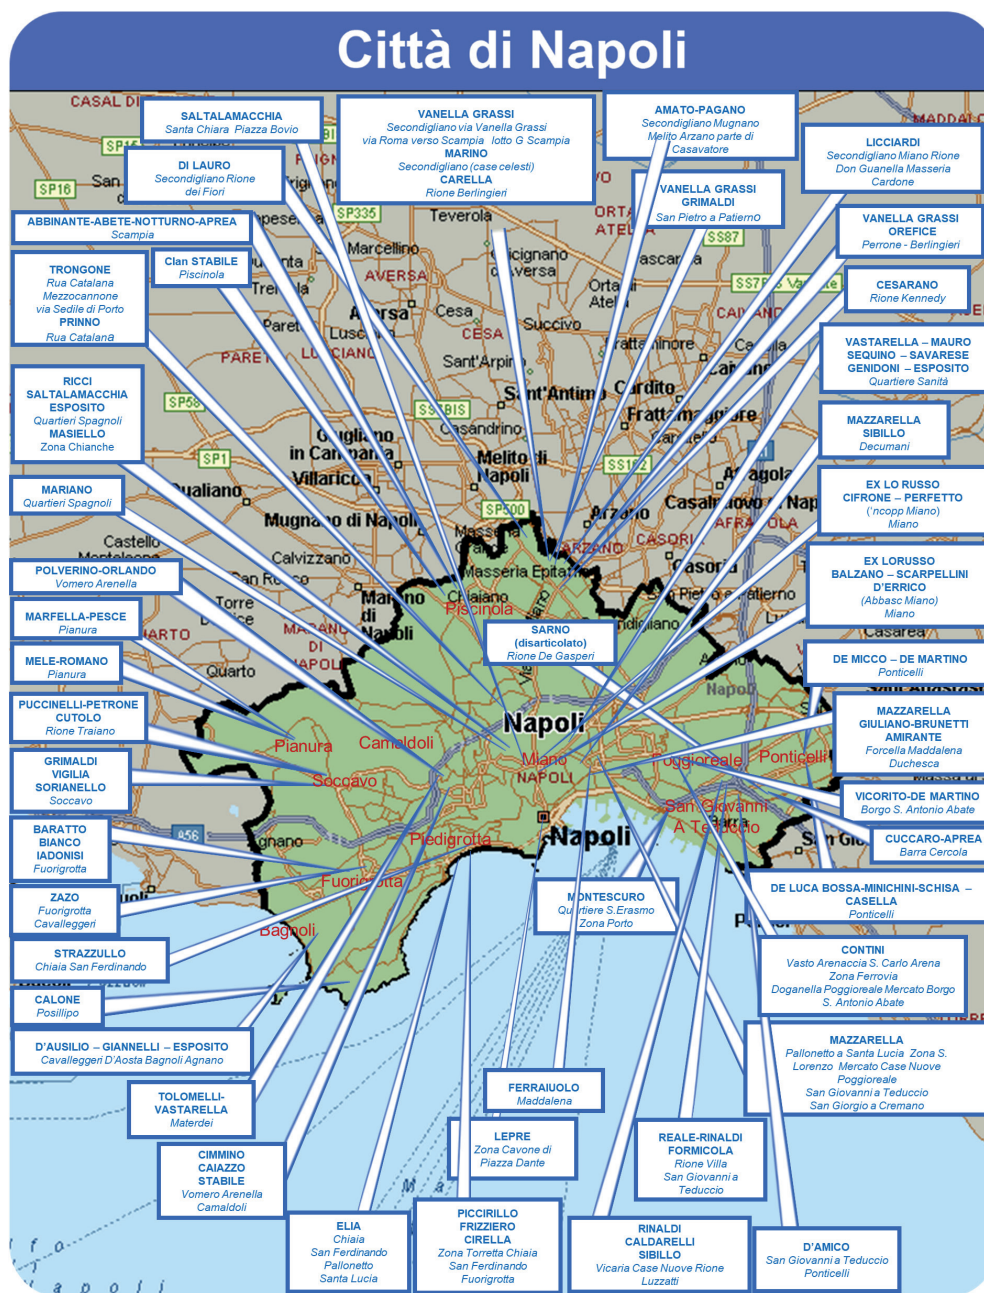 Città di Napoli
SALTALAMACCHIA
Santa Chiara Piazza Bovio
DI LAURO
Secondigliano Rione
dei Fiori
ABBINANTE-ABETE-NOTTURNO-APREA
Scampia
Clan STABILE
Piscinola
TRONGONE
Rua Catalana
Mezzocannone
via Sedile di Porto
PRINNO
Rua Catalana
RICCI
SALTALAMACCHIA
ESPOSITO
Quartieri Spagnoli
MASIELLO
Zona Chianche
MARIANO
Quartieri Spagnoli
POLVERINO-ORLANDO
Vomero Arenella
MARFELLA-PESCE
Pianura
MELE-ROMANO
Pianura
PUCCINELLI-PETRONE
CUTOLO
Rione Traiano
GRIMALDI
VIGILIA
SORIANELLO
Soccavo
BARATTO
BIANCO
IADONISI
Fuorigrotta
ZAZO
Fuorigrotta
Cavalleggeri
STRAZZULLO
Chiaia San Ferdinando
CALONE
Posillipo
D'AUSILIO – GIANNELLI – ESPOSITO
Cavalleggeri D'Aosta Bagnoli Agnano
TOLOMELLI-
VASTARELLA
Materdei
CIMMINO
CAIAZZO
STABILE
Vomero Arenella
Camaldoli
ELIA
Chiaia
San Ferdinando
Pallonetto
Santa Lucia
VANELLA GRASSI
Secondigliano via Vanella Grassi
via Roma verso Scampia lotto G Scampia
MARINO
Secondigliano (case celesti)
CARELLA
Rione Berlingieri
AMATO-PAGANO
Secondigliano Mugnano
Melito Arzano parte di
Casavatore
VANELLA GRASSI
GRIMALDI
San Pietro a Patierno
LICCIARDI
Secondigliano Miano Rione
Don Guanella Masseria
Cardone
VANELLA GRASSI
OREFICE
Perrone - Berlingieri
CESARANO
Rione Kennedy
VASTARELLA – MAURO
SEQUINO – SAVARESE
GENIDONI – ESPOSITO
Quartiere Sanità
MAZZARELLA
SIBILLO
Decumani
EX LO RUSSO
CIFRONE – PERFETTO
('ncopp Miano)
Miano
EX LORUSSO
BALZANO – SCARPELLINI
D'ERRICO
(Abbasc Miano)
Miano
DE MICCO – DE MARTINO
Ponticelli
MAZZARELLA
GIULIANO-BRUNETTI
AMIRANTE
Forcella Maddalena
Duchesca
VICORITO-DE MARTINO
Borgo S. Antonio Abate
CUCCARO-APREA
Barra Cercola
DE LUCA BOSSA-MINICHINI-SCHISA –
CASELLA
Ponticelli
CONTINI
Vasto Arenaccia S. Carlo Arena
Zona Ferrovia
Doganella Poggioreale Mercato Borgo
S. Antonio Abate
MAZZARELLA
Pallonetto a Santa Lucia Zona S.
Lorenzo Mercato Case Nuove
Poggioreale
San Giovanni a Teduccio
San Giorgio a Cremano
SARNO
(disarticolato)
Rione De Gasperi
MONTESCURO
Quartiere S.Erasmo
Zona Porto
FERRAIUOLO
Maddalena
LEPRE
Zona Cavone di
Piazza Dante
PICCIRILLO
FRIZZIERO
CIRELLA
Zona Torretta Chiaia
San Ferdinando
Fuorigrotta
REALE-RINALDI
FORMICOLA
Rione Villa
San Giovanni a
Teduccio
RINALDI
CALDARELLI
SIBILLO
Vicaria Case Nuove Rione
Luzzatti
D'AMICO
San Giovanni a Teduccio
Ponticelli
SP16
SP335
SS87
Teverola
Marcellino
AVERSA
Cesa
CESA
Succivo
Sant'Arpino
Sant'Antimo
Cardito
Frattamaggiore
Casandrino
Giugliano
in Campania
Villaricca
Melito di
Napoli
SP1
SS162
SP500
Mugnano di Napoli
Arzano
ARZANO
CASORIA
Casoria
Afragola
AFRAGOLA
Calvizzano
Castello
Torre
Quarto
Marano
di
Napoli
Masseria Epitaffio
Chiaiano
Piscinola
Napoli
NAPOLI
Miano
Pianura
Camaldoli
Soccavo
Piedigrotta
Fuorigrotta
Bagnoli
Poggioreale
Ponticelli
San Giovanni
A Teduccio
Barra
Napoli
856
Casarea